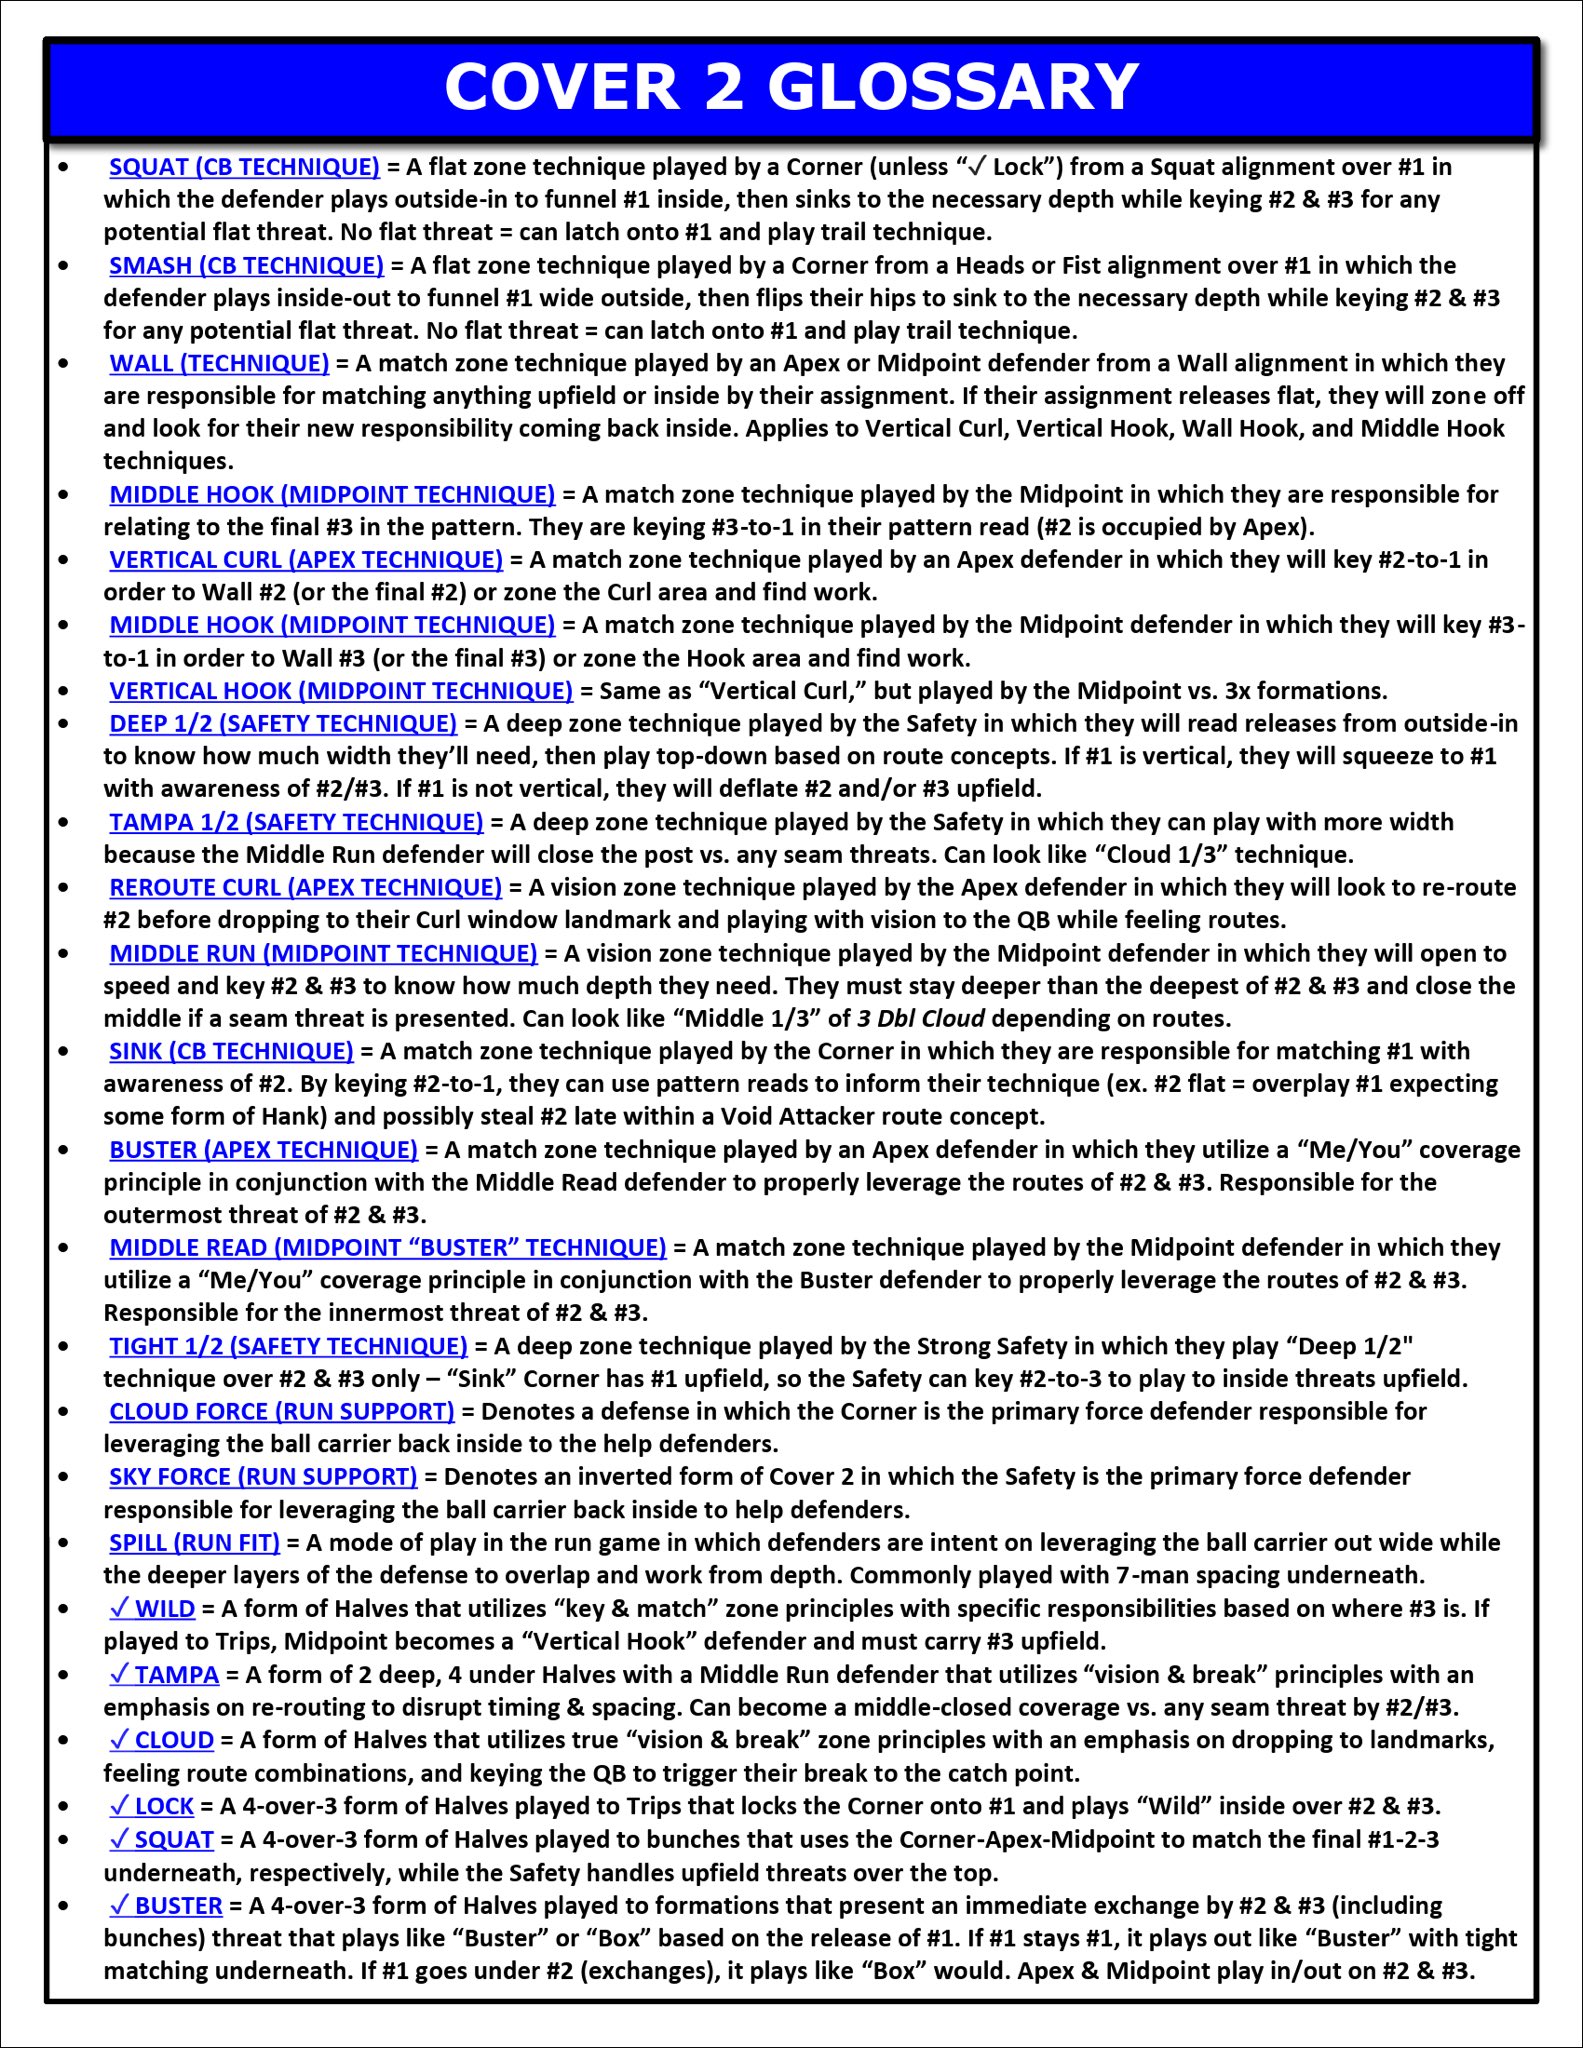 COVER 2 GLOSSARY
• SQUAT (CB TECHNIQUE) = A flat zone technique played by a Corner (unless “✓ Lock”) from a Squat alignment over #1 in
which the defender plays outside-in to funnel #1 inside, then sinks to the necessary depth while keying #2 & #3 for any
potential flat threat. No flat threat = can latch onto #1 and play trail technique.
• SMASH (CB TECHNIQUE) = A flat zone technique played by a Corner from a Heads or Fist alignment over #1 in which the
defender plays inside-out to funnel #1 wide outside, then flips their hips to sink to the necessary depth while keying #2 & #3
for any potential flat threat. No flat threat = can latch onto #1 and play trail technique.
• WALL (TECHNIQUE) = A match zone technique played by an Apex or Midpoint defender from a Wall alignment in which they
are responsible for matching anything upfield or inside by their assignment. If their assignment releases flat, they will zone off
and look for their new responsibility coming back inside. Applies to Vertical Curl, Vertical Hook, Wall Hook, and Middle Hook
techniques.
• MIDDLE HOOK (MIDPOINT TECHNIQUE) = A match zone technique played by the Midpoint in which they are responsible for
relating to the final #3 in the pattern. They are keying #3-to-1 in their pattern read (#2 is occupied by Apex).
• VERTICAL CURL (APEX TECHNIQUE) = A match zone technique played by an Apex defender in which they will key #2-to-1 in
order to Wall #2 (or the final #2) or zone the Curl area and find work.
• MIDDLE HOOK (MIDPOINT TECHNIQUE) = A match zone technique played by the Midpoint defender in which they will key #3-
to-1 in order to Wall #3 (or the final #3) or zone the Hook area and find work.
• VERTICAL HOOK (MIDPOINT TECHNIQUE) = Same as “Vertical Curl,” but played by the Midpoint vs. 3x formations.
• DEEP 1/2 (SAFETY TECHNIQUE) = A deep zone technique played by the Safety in which they will read releases from outside-in
to know how much width they’ll need, then play top-down based on route concepts. If #1 is vertical, they will squeeze to #1
with awareness of #2/#3. If #1 is not vertical, they will deflate #2 and/or #3 upfield.
• TAMPA 1/2 (SAFETY TECHNIQUE) = A deep zone technique played by the Safety in which they can play with more width
because the Middle Run defender will close the post vs. any seam threats. Can look like “Cloud 1/3” technique.
• REROUTE CURL (APEX TECHNIQUE) = A vision zone technique played by the Apex defender in which they will look to re-route
#2 before dropping to their Curl window landmark and playing with vision to the QB while feeling routes.
• MIDDLE RUN (MIDPOINT TECHNIQUE) = A vision zone technique played by the Midpoint defender in which they will open to
speed and key #2 & #3 to know how much depth they need. They must stay deeper than the deepest of #2 & #3 and close the
middle if a seam threat is presented. Can look like “Middle 1/3” of 3 Dbl Cloud depending on routes.
• SINK (CB TECHNIQUE) = A match zone technique played by the Corner in which they are responsible for matching #1 with
awareness of #2. By keying #2-to-1, they can use pattern reads to inform their technique (ex. #2 flat = overplay #1 expecting
some form of Hank) and possibly steal #2 late within a Void Attacker route concept.
• BUSTER (APEX TECHNIQUE) = A match zone technique played by an Apex defender in which they utilize a “Me/You” coverage
principle in conjunction with the Middle Read defender to properly leverage the routes of #2 & #3. Responsible for the
outermost threat of #2 & #3.
• MIDDLE READ (MIDPOINT “BUSTER” TECHNIQUE) = A match zone technique played by the Midpoint defender in which they
utilize a “Me/You” coverage principle in conjunction with the Buster defender to properly leverage the routes of #2 & #3.
Responsible for the innermost threat of #2 & #3.
• TIGHT 1/2 (SAFETY TECHNIQUE) = A deep zone technique played by the Strong Safety in which they play “Deep 1/2"
technique over #2 & #3 only – “Sink” Corner has #1 upfield, so the Safety can key #2-to-3 to play to inside threats upfield.
• CLOUD FORCE (RUN SUPPORT) = Denotes a defense in which the Corner is the primary force defender responsible for
leveraging the ball carrier back inside to the help defenders.
• SKY FORCE (RUN SUPPORT) = Denotes an inverted form of Cover 2 in which the Safety is the primary force defender
responsible for leveraging the ball carrier back inside to help defenders.
• SPILL (RUN FIT) = A mode of play in the run game in which defenders are intent on leveraging the ball carrier out wide while
the deeper layers of the defense to overlap and work from depth. Commonly played with 7-man spacing underneath.
• ✓ WILD = A form of Halves that utilizes “key & match” zone principles with specific responsibilities based on where #3 is. If
played to Trips, Midpoint becomes a “Vertical Hook” defender and must carry #3 upfield.
• ✓ TAMPA = A form of 2 deep, 4 under Halves with a Middle Run defender that utilizes “vision & break” principles with an
emphasis on re-routing to disrupt timing & spacing. Can become a middle-closed coverage vs. any seam threat by #2/#3.
• ✓ CLOUD = A form of Halves that utilizes true “vision & break” zone principles with an emphasis on dropping to landmarks,
feeling route combinations, and keying the QB to trigger their break to the catch point.
• ✓ LOCK = A 4-over-3 form of Halves played to Trips that locks the Corner onto #1 and plays “Wild” inside over #2 & #3.
• ✓ SQUAT = A 4-over-3 form of Halves played to bunches that uses the Corner-Apex-Midpoint to match the final #1-2-3
underneath, respectively, while the Safety handles upfield threats over the top.
• ✓ BUSTER = A 4-over-3 form of Halves played to formations that present an immediate exchange by #2 & #3 (including
bunches) threat that plays like “Buster” or “Box” based on the release of #1. If #1 stays #1, it plays out like “Buster” with tight
matching underneath. If #1 goes under #2 (exchanges), it plays like “Box” would. Apex & Midpoint play in/out on #2 & #3.